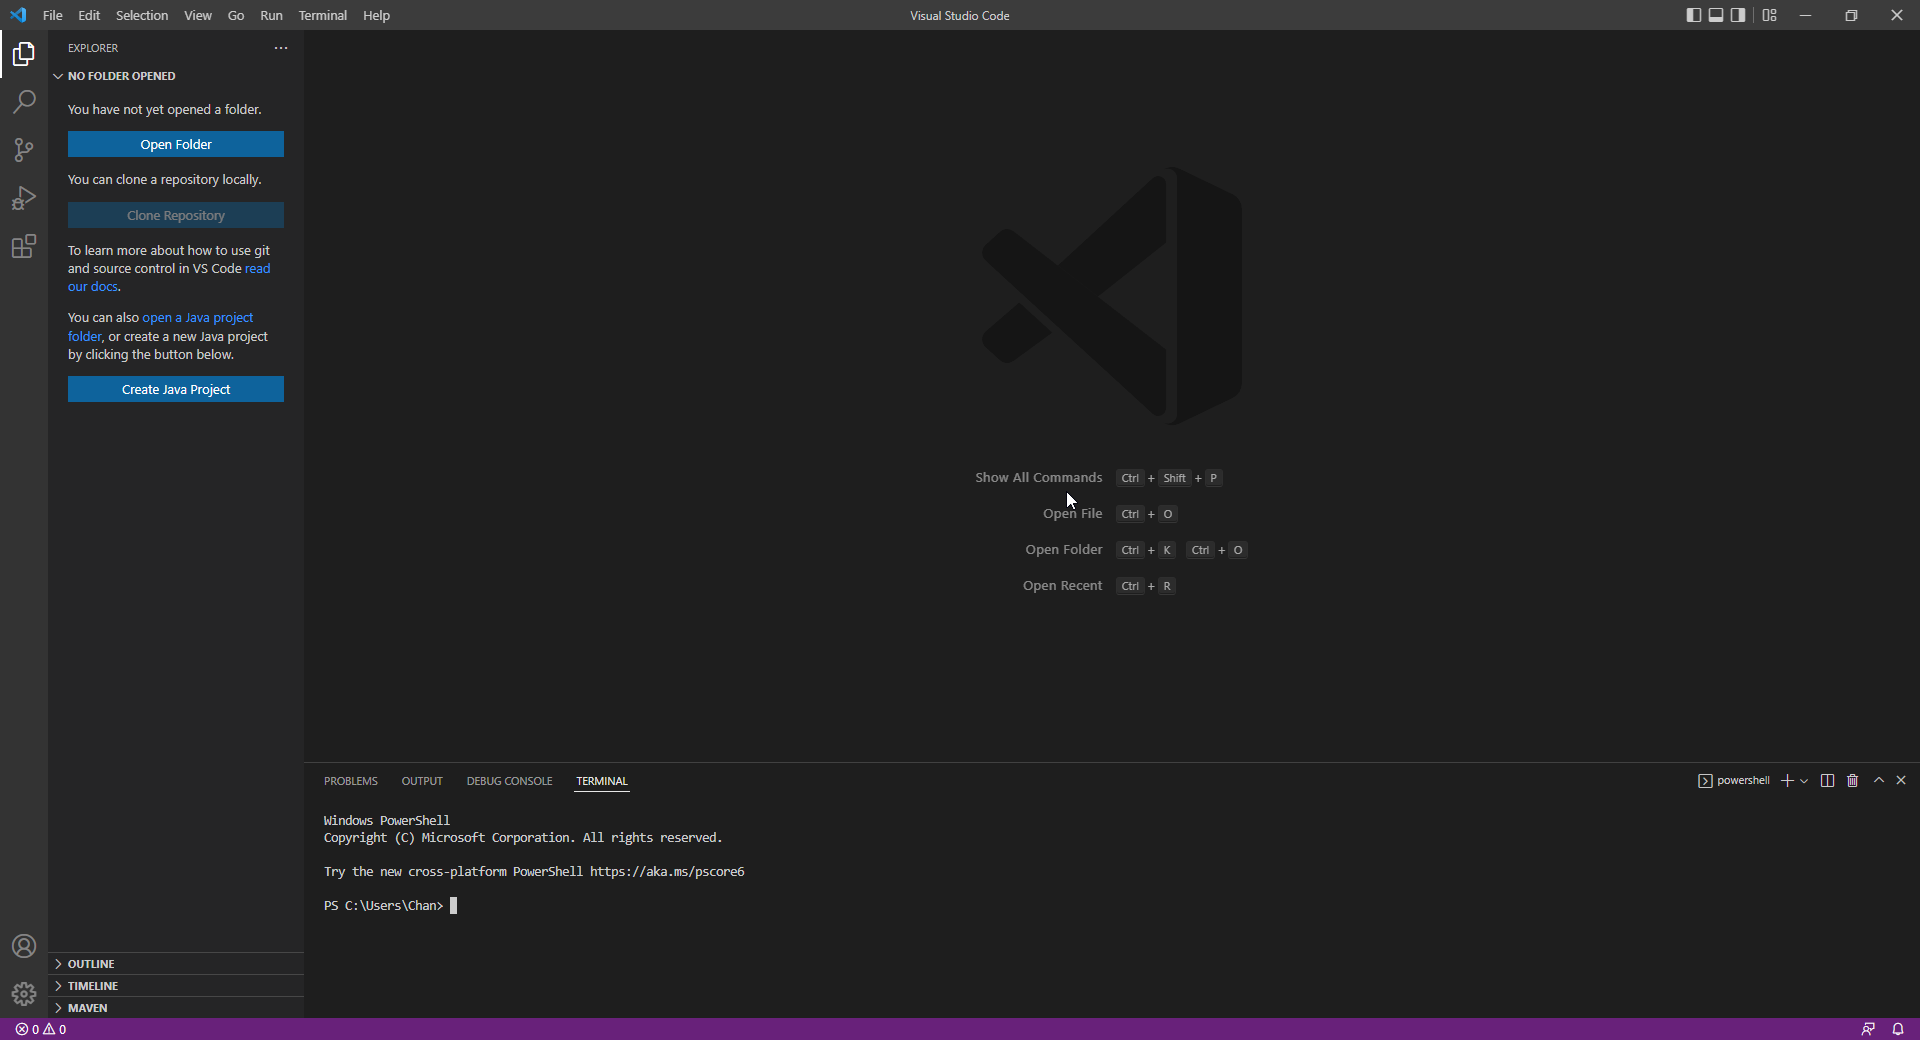 File Edit Selection View Go Run Terminal Help
Visual Studio Code
EXPLORER
NO FOLDER OPENED
You have not yet opened a folder.
Open Folder
You can clone a repository locally.
Clone Repository
To learn more about how to use git
and source control in VS Code read
our docs.
You can also open a Java project
folder, or create a new Java project
by clicking the button below.
Create Java Project
OUTLINE
TIMELINE
MAVEN
Show All Commands Ctrl + Shift + P
Open File Ctrl + O
Open Folder Ctrl + K Ctrl + O
Open Recent Ctrl + R
PROBLEMS OUTPUT DEBUG CONSOLE TERMINAL
powershell
Windows PowerShell
Copyright (C) Microsoft Corporation. All rights reserved.
Try the new cross-platform PowerShell https://aka.ms/pscore6
PS C:\Users\Chan>
0 0